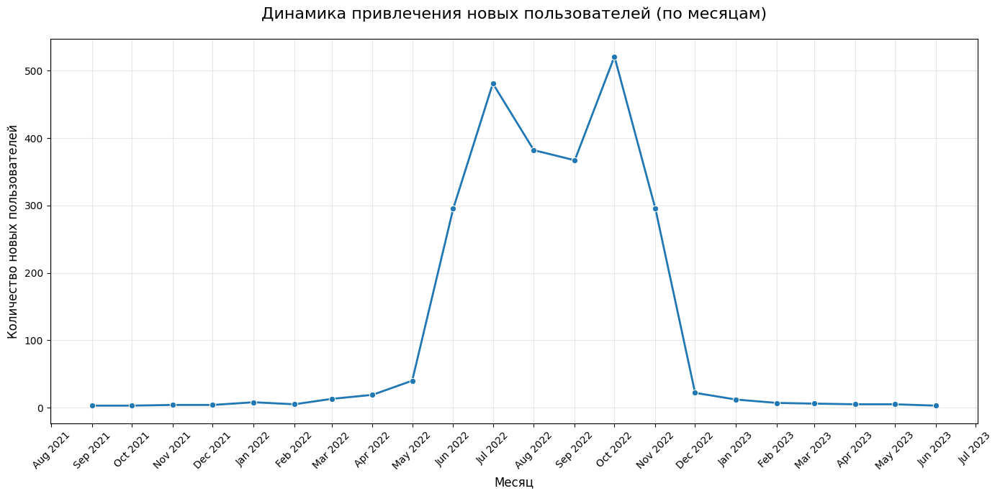 Динамика привлечения новых пользователей (по месяцам)
Количество новых пользователей
500
400
300
200
100
0
Aug 2021
Sep 2021
Oct 2021
Nov 2021
Dec 2021
Jan 2022
Feb 2022
Mar 2022
Apr 2022
May 2022
Jun 2022
Jul 2022
Aug 2022
Sep 2022
Oct 2022
Nov 2022
Dec 2022
Jan 2023
Feb 2023
Mar 2023
Apr 2023
May 2023
Jun 2023
Jul 2023
Месяц